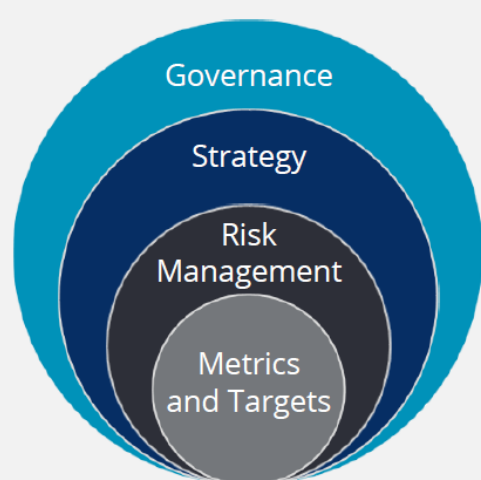 Governance
Strategy
Risk
Management
Metrics
and Targets